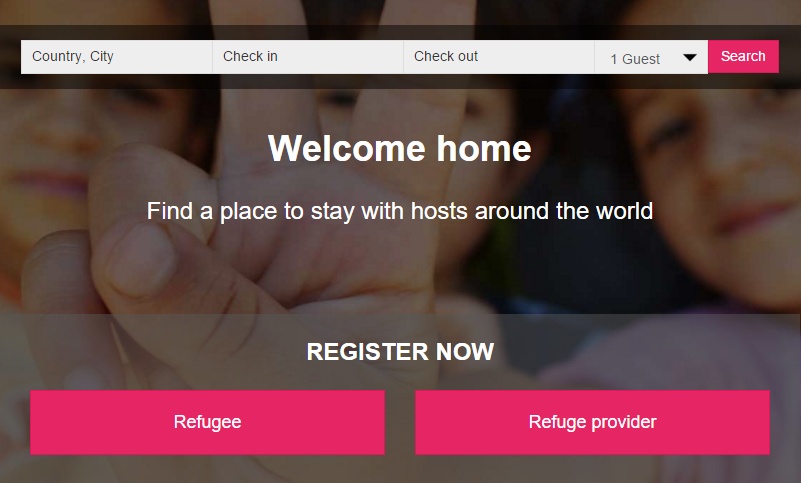 Country, City Check in Check out 1 Guest Search
Welcome home
Find a place to stay with hosts around the world
REGISTER NOW
Refugee Refuge provider